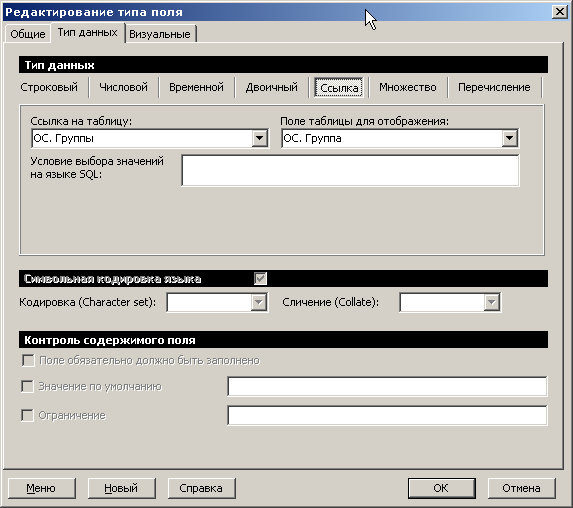 Редактирование типа поля
Общие Тип данных Визуальные
Тип данных
Строковый Числовой Временной Двоичный Ссылка Множество Перечисление
Ссылка на таблицу: Поле таблицы для отображения:
ОС. Группы ОС. Группа
Условие выбора значений
на языке SQL:
Символьная кодировка языка
Кодировка (Character set): Сличение (Collate):
Контроль содержимого поля
Поле обязательно должно быть заполнено
Значение по умолчанию
Ограничение
Меню Новый Справка OK Отмена